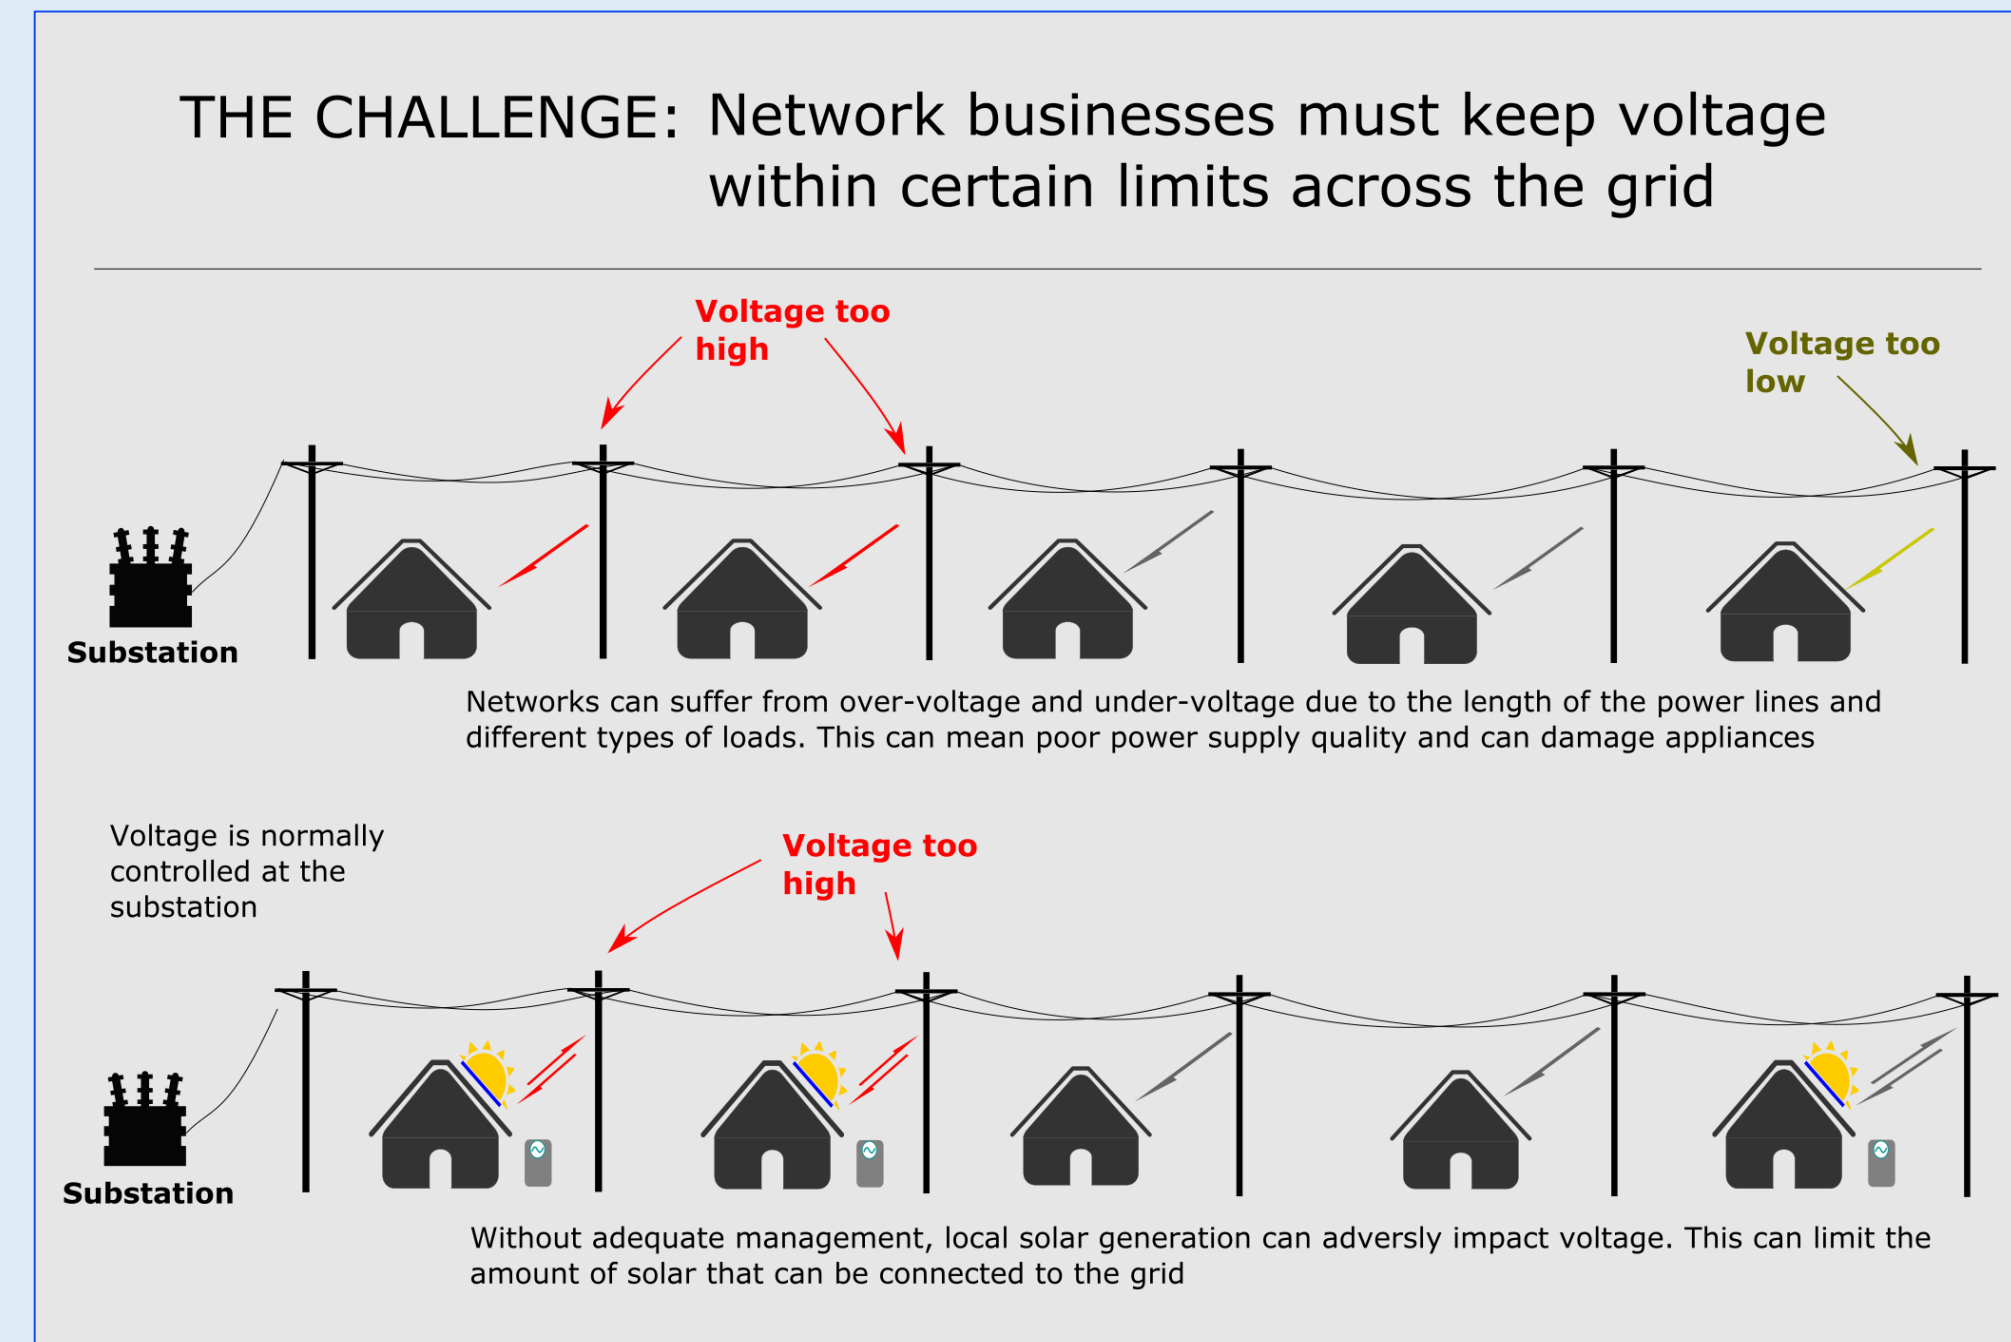 THE CHALLENGE: Network businesses must keep voltage
within certain limits across the grid
Voltage too
high
Voltage too
low
Substation
Networks can suffer from over-voltage and under-voltage due to the length of the power lines and
different types of loads. This can mean poor power supply quality and can damage appliances
Voltage is normally
controlled at the
substation
Voltage too
high
Substation
Without adequate management, local solar generation can adversly impact voltage. This can limit the
amount of solar that can be connected to the grid